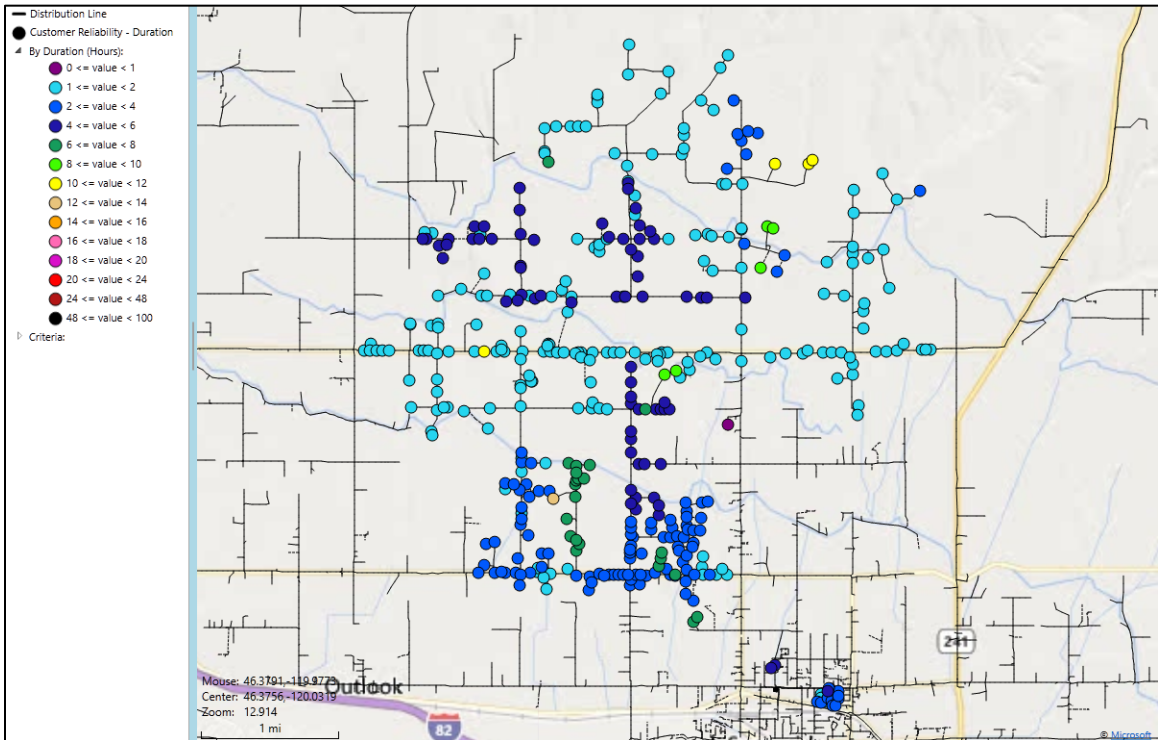 Distribution Line
Customer Reliability - Duration
By Duration (Hours):
0 <= value < 1
1 <= value < 2
2 <= value < 4
4 <= value < 6
6 <= value < 8
8 <= value < 10
10 <= value < 12
12 <= value < 14
14 <= value < 16
16 <= value < 18
18 <= value < 20
20 <= value < 24
24 <= value < 48
48 <= value < 100
Criteria:
241
Mouse: 46.3791,-119.9773
Outlook
Center: 46.3756,-120.0319
Zoom: 12.914
1 mi
82
© Microsoft